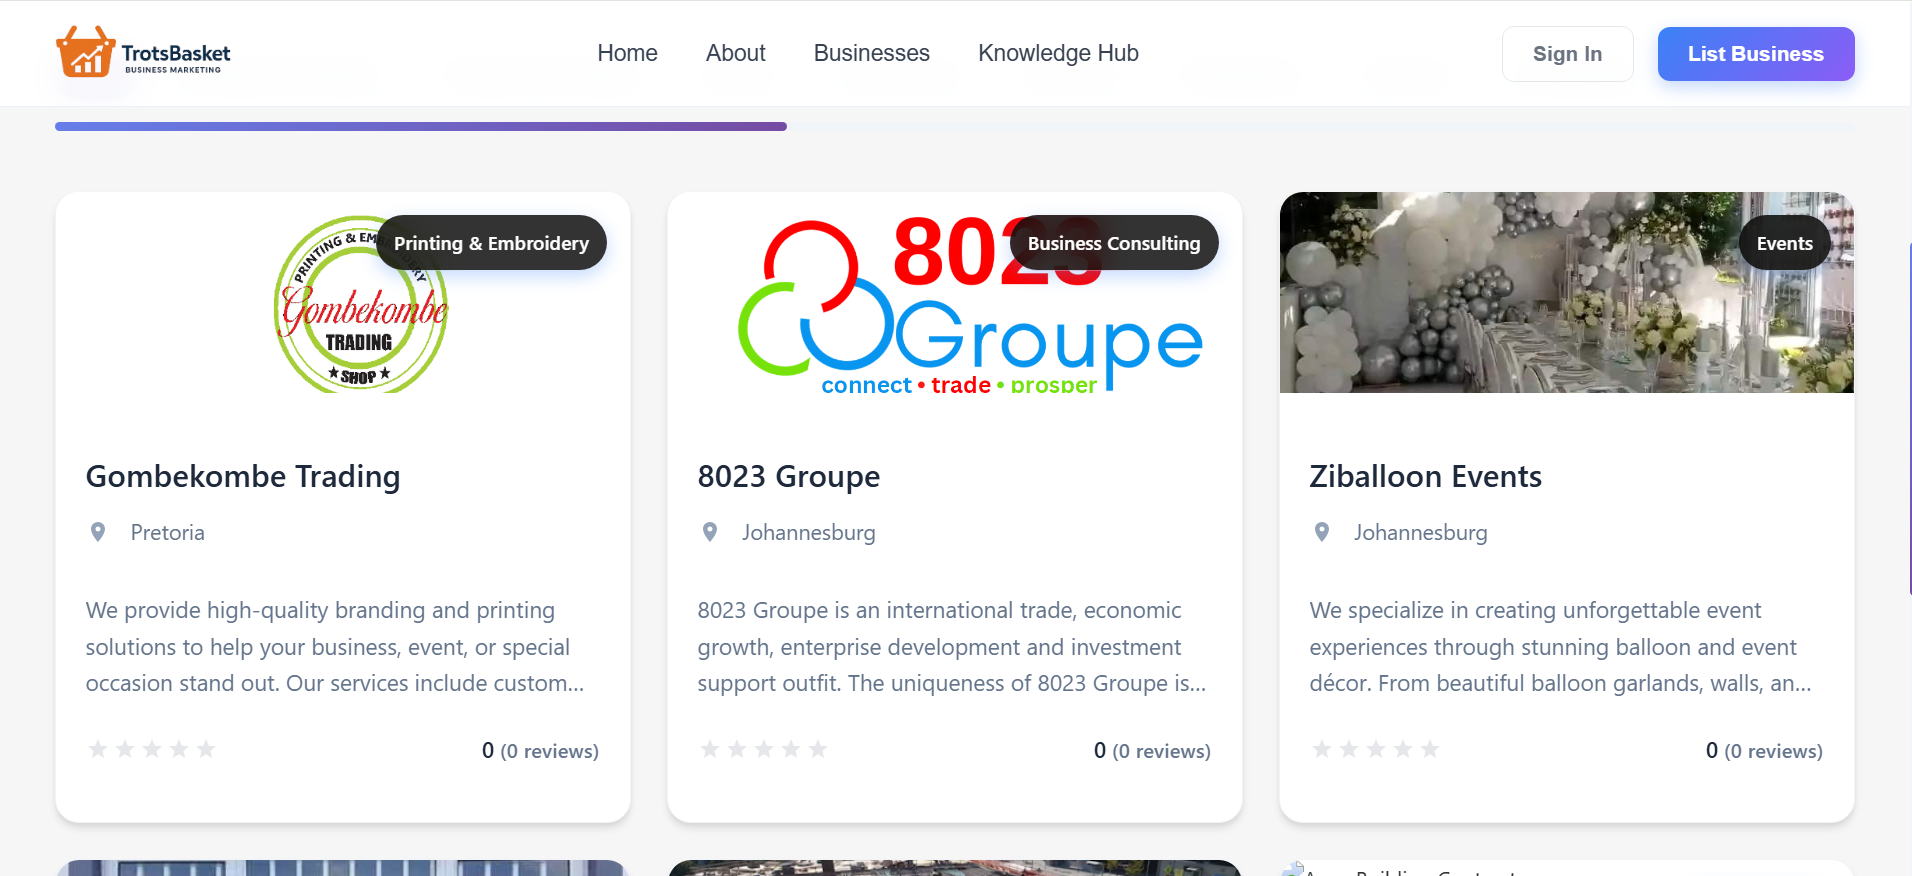 TrotsBasket
BUSINESS MARKETING
Home
About
Businesses
Knowledge Hub
Sign In
List Business
PRINTING & EMBROIDERY
Gombekombe
TRADING
★ SHOP ★
Printing & Embroidery
Gombekombe Trading
Pretoria
We provide high-quality branding and printing
solutions to help your business, event, or special
occasion stand out. Our services include custom...
0 (0 reviews)
8023
Groupe
connect • trade • prosper
Business Consulting
8023 Groupe
Johannesburg
8023 Groupe is an international trade, economic
growth, enterprise development and investment
support outfit. The uniqueness of 8023 Groupe is...
0 (0 reviews)
Events
Ziballoon Events
Johannesburg
We specialize in creating unforgettable event
experiences through stunning balloon and event
décor. From beautiful balloon garlands, walls, an...
0 (0 reviews)